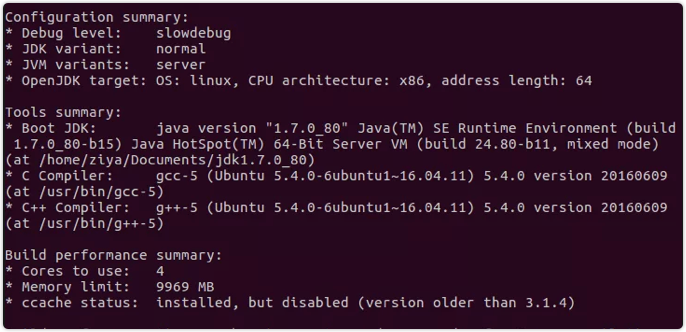 Configuration summary:
* Debug level:    slowdebug
* JDK variant:    normal
* JVM variants:   server
* OpenJDK target: OS: linux, CPU architecture: x86, address length: 64

Tools summary:
* Boot JDK:       java version "1.7.0_80" Java(TM) SE Runtime Environment (build
 1.7.0_80-b15) Java HotSpot(TM) 64-Bit Server VM (build 24.80-b11, mixed mode)
(at /home/ziya/Documents/jdk1.7.0_80)
* C Compiler:     gcc-5 (Ubuntu 5.4.0-6ubuntu1~16.04.11) 5.4.0 version 20160609
(at /usr/bin/gcc-5)
* C++ Compiler:   g++-5 (Ubuntu 5.4.0-6ubuntu1~16.04.11) 5.4.0 version 20160609
(at /usr/bin/g++-5)

Build performance summary:
* Cores to use:   4
* Memory limit:   9969 MB
* ccache status:  installed, but disabled (version older than 3.1.4)